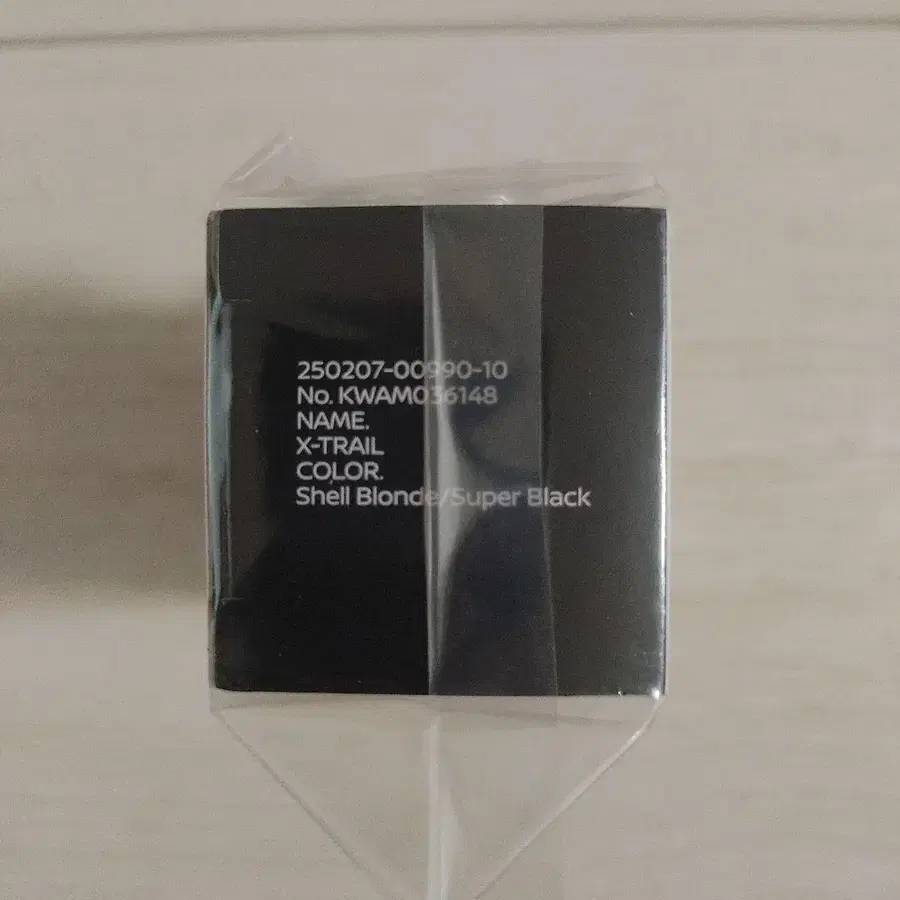 250207-00990-10
No. KWAM036148
NAME.
X-TRAIL
COLOR.
Shell Blonde/Super Black